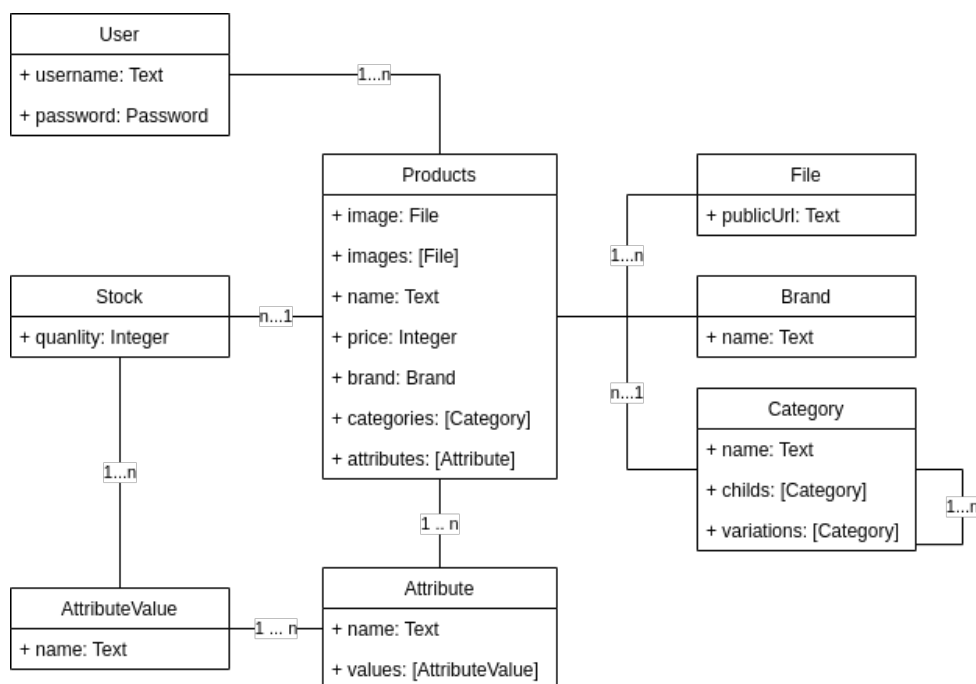 User
+ username: Text
+ password: Password
1...n
Products
+ image: File
+ images: [File]
+ name: Text
+ price: Integer
+ brand: Brand
+ categories: [Category]
+ attributes: [Attribute]
File
+ publicUrl: Text
1...n
Stock
+ quanlity: Integer
n...1
Brand
+ name: Text
n...1
Category
+ name: Text
+ childs: [Category]
+ variations: [Category]
1...n
1...n
1 .. n
AttributeValue
+ name: Text
1 ... n
Attribute
+ name: Text
+ values: [AttributeValue]